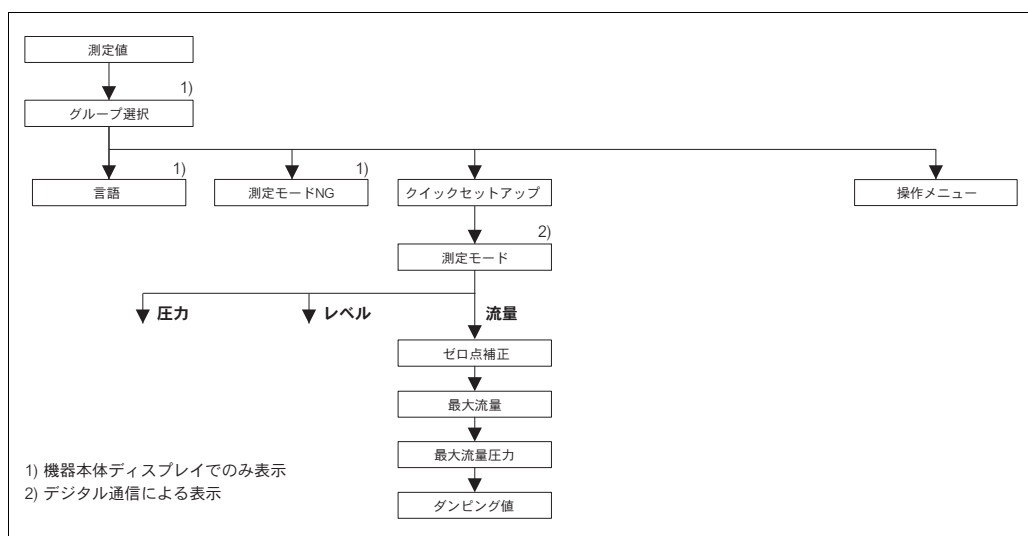 測定値
1)
グループ選択
1)
言語
1)
測定モードNG
クイックセットアップ
操作メニュー
2)
測定モード
圧力
レベル
流量
ゼロ点補正
最大流量
最大流量圧力
ダンピング値
1) 機器本体ディスプレイでのみ表示
2) デジタル通信による表示